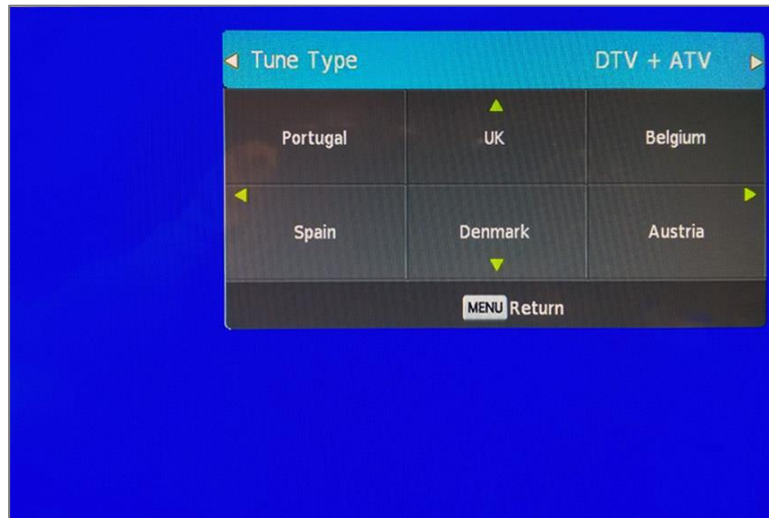 Tune Type DTV + ATV
Portugal UK Belgium
Spain Denmark Austria
MENU Return